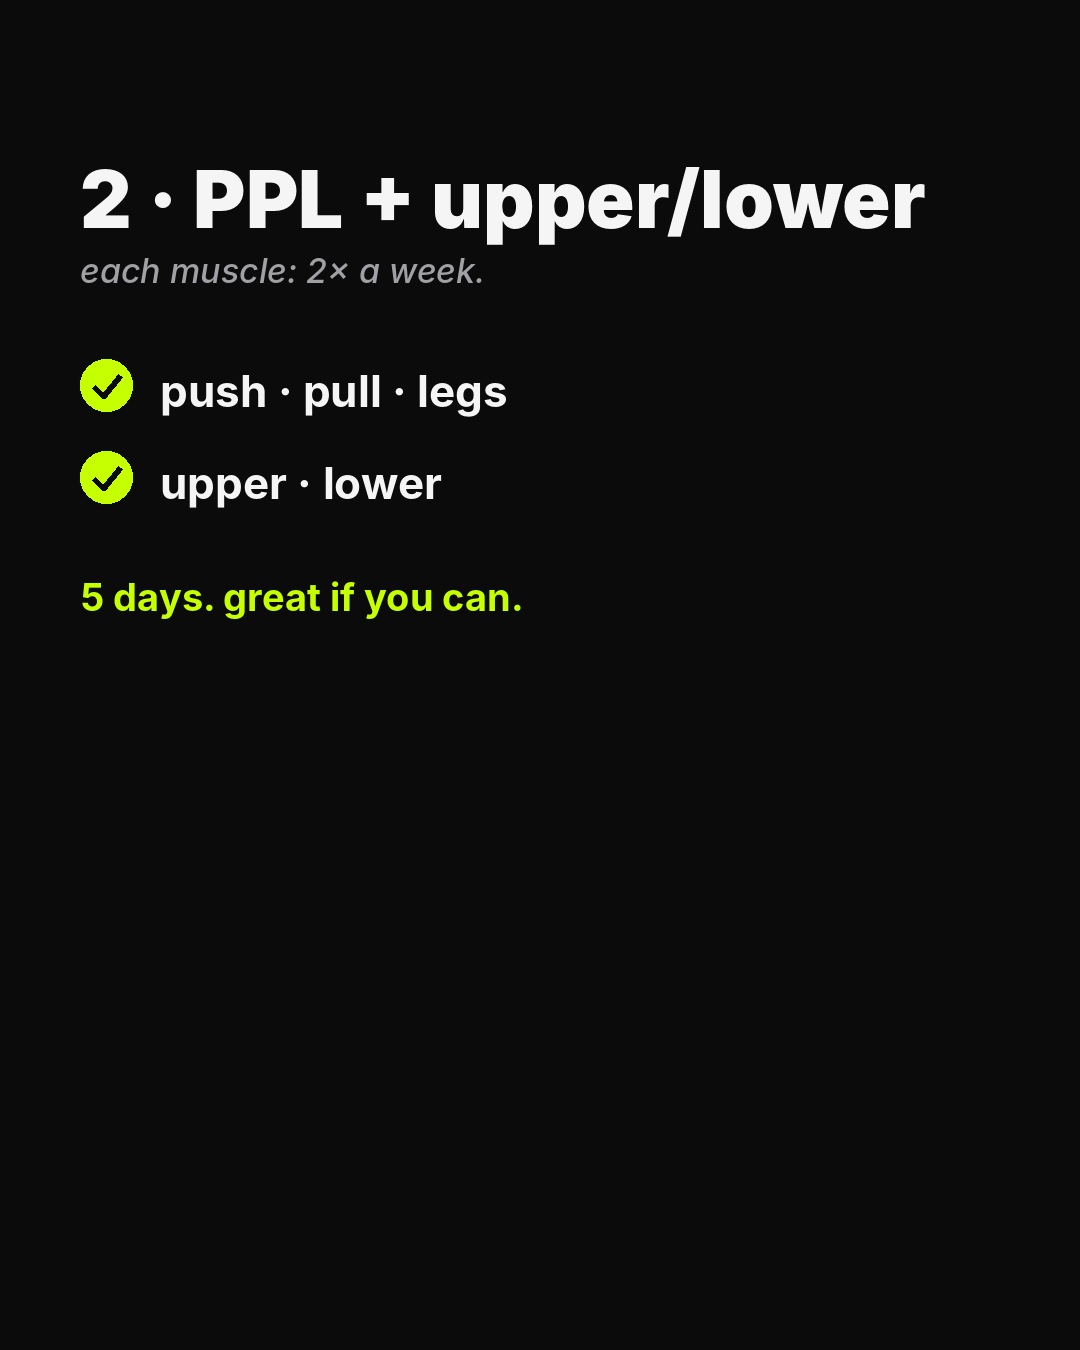 2 · PPL + upper/lower
each muscle: 2× a week.
push · pull · legs
upper · lower
5 days. great if you can.